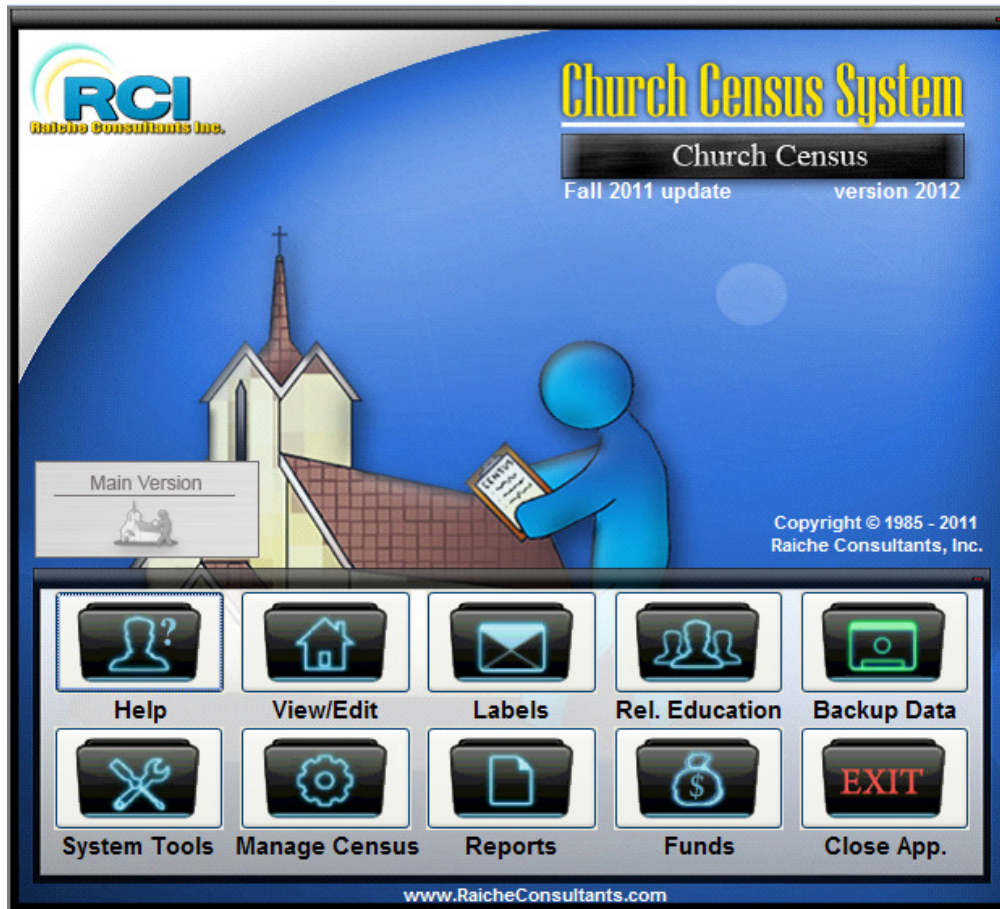 RCI
Raiche Consultants Inc.
Church Census System
Church Census
Fall 2011 update version 2012
CENSUS
Main Version
Copyright © 1985 - 2011
Raiche Consultants, Inc.
?
Help View/Edit Labels Rel. Education Backup Data
$ EXIT
System Tools Manage Census Reports Funds Close App.
www.RaicheConsultants.com